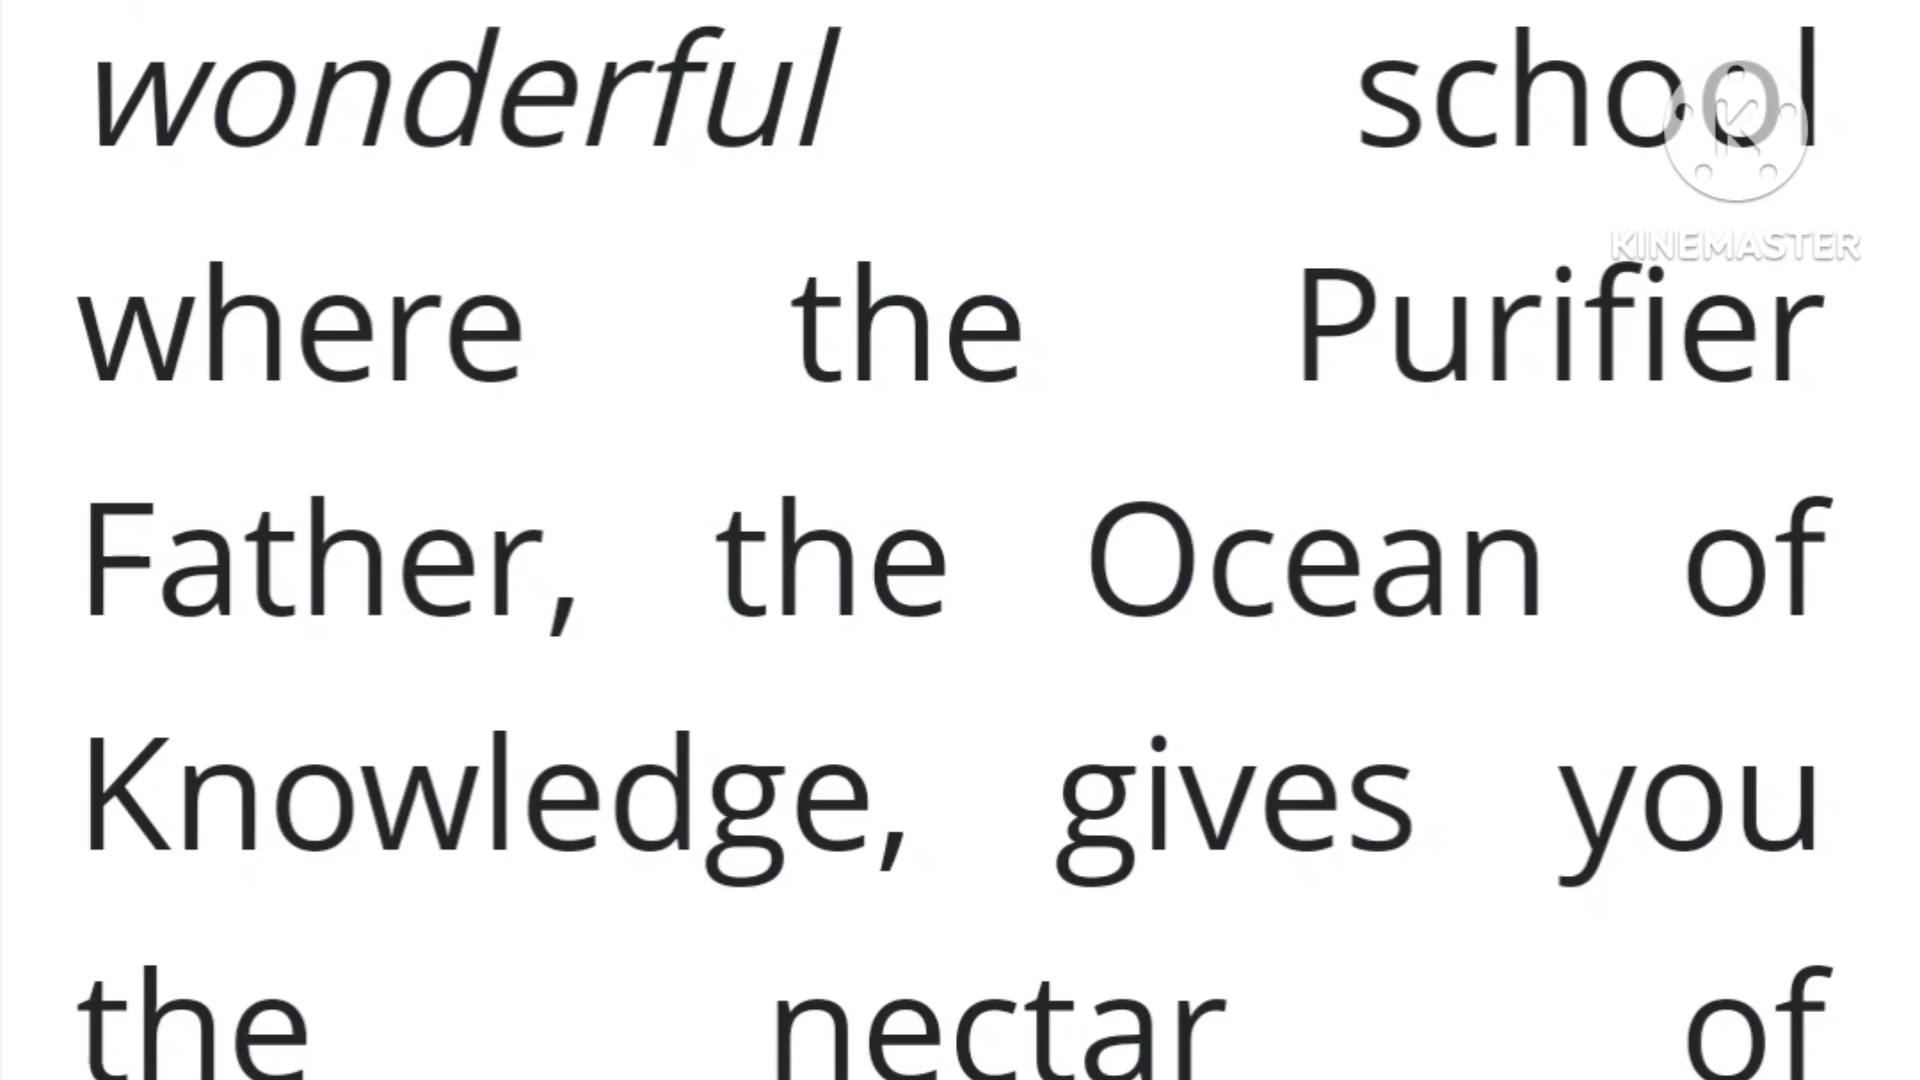 wonderful school
KINEMASTER
where the Purifier
Father, the Ocean of
Knowledge, gives you
the nectar of